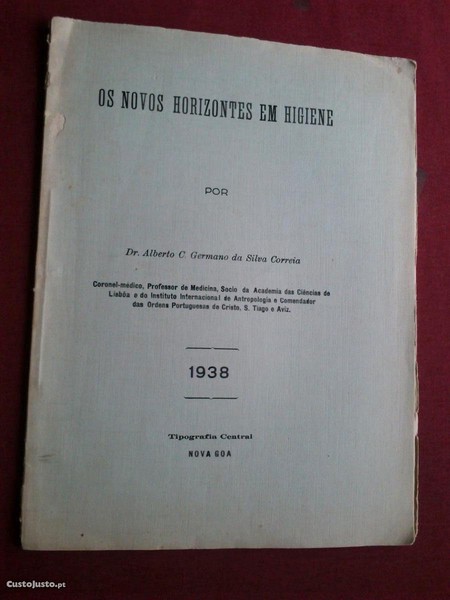 OS NOVOS HORIZONTES EM HIGIENE
POR
Dr. Alberto C. Germano da Silva Correia
Coronel-médico, Professor de Medicina, Socio da Academia das Ciências de
Lisbôa e do Instituto Internacional de Antropologia e Comendador
das Ordens Portuguesas de Cristo, S. Tiago e Aviz.
1938
Tipografia Central
NOVA GOA
CustoJusto.pt